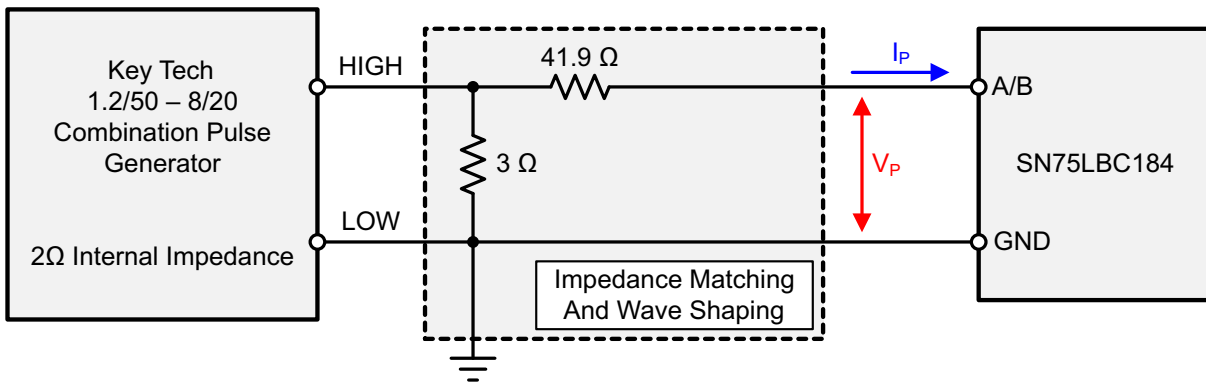 Key Tech
1.2/50 – 8/20
Combination Pulse
Generator
2Ω Internal Impedance
HIGH
LOW
41.9 Ω
3 Ω
Impedance Matching
And Wave Shaping
IP
VP
A/B
SN75LBC184
GND